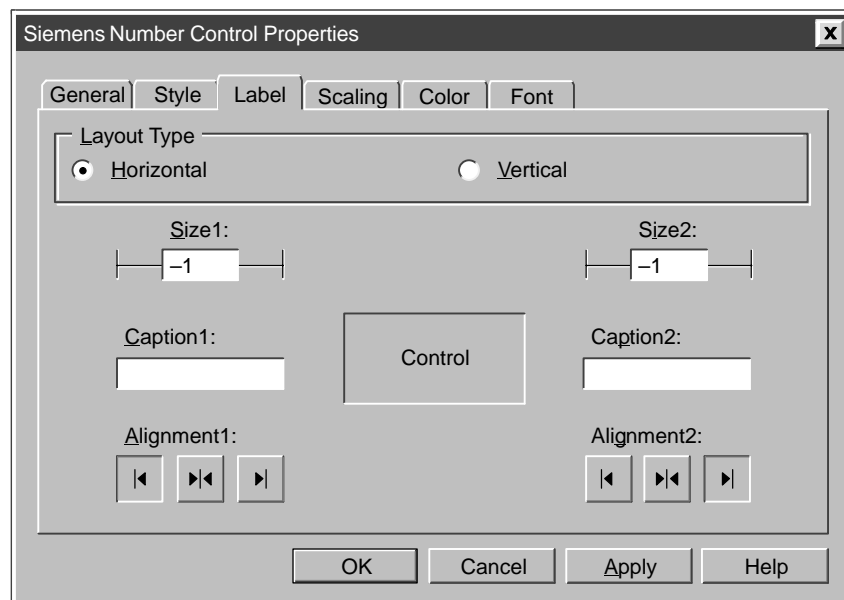 Siemens Number Control Properties
General Style Label Scaling Color Font
Layout Type
Horizontal Vertical
Size1: Size2:
–1 –1
Caption1: Caption2:
Control
Alignment1: Alignment2:
OK Cancel Apply Help